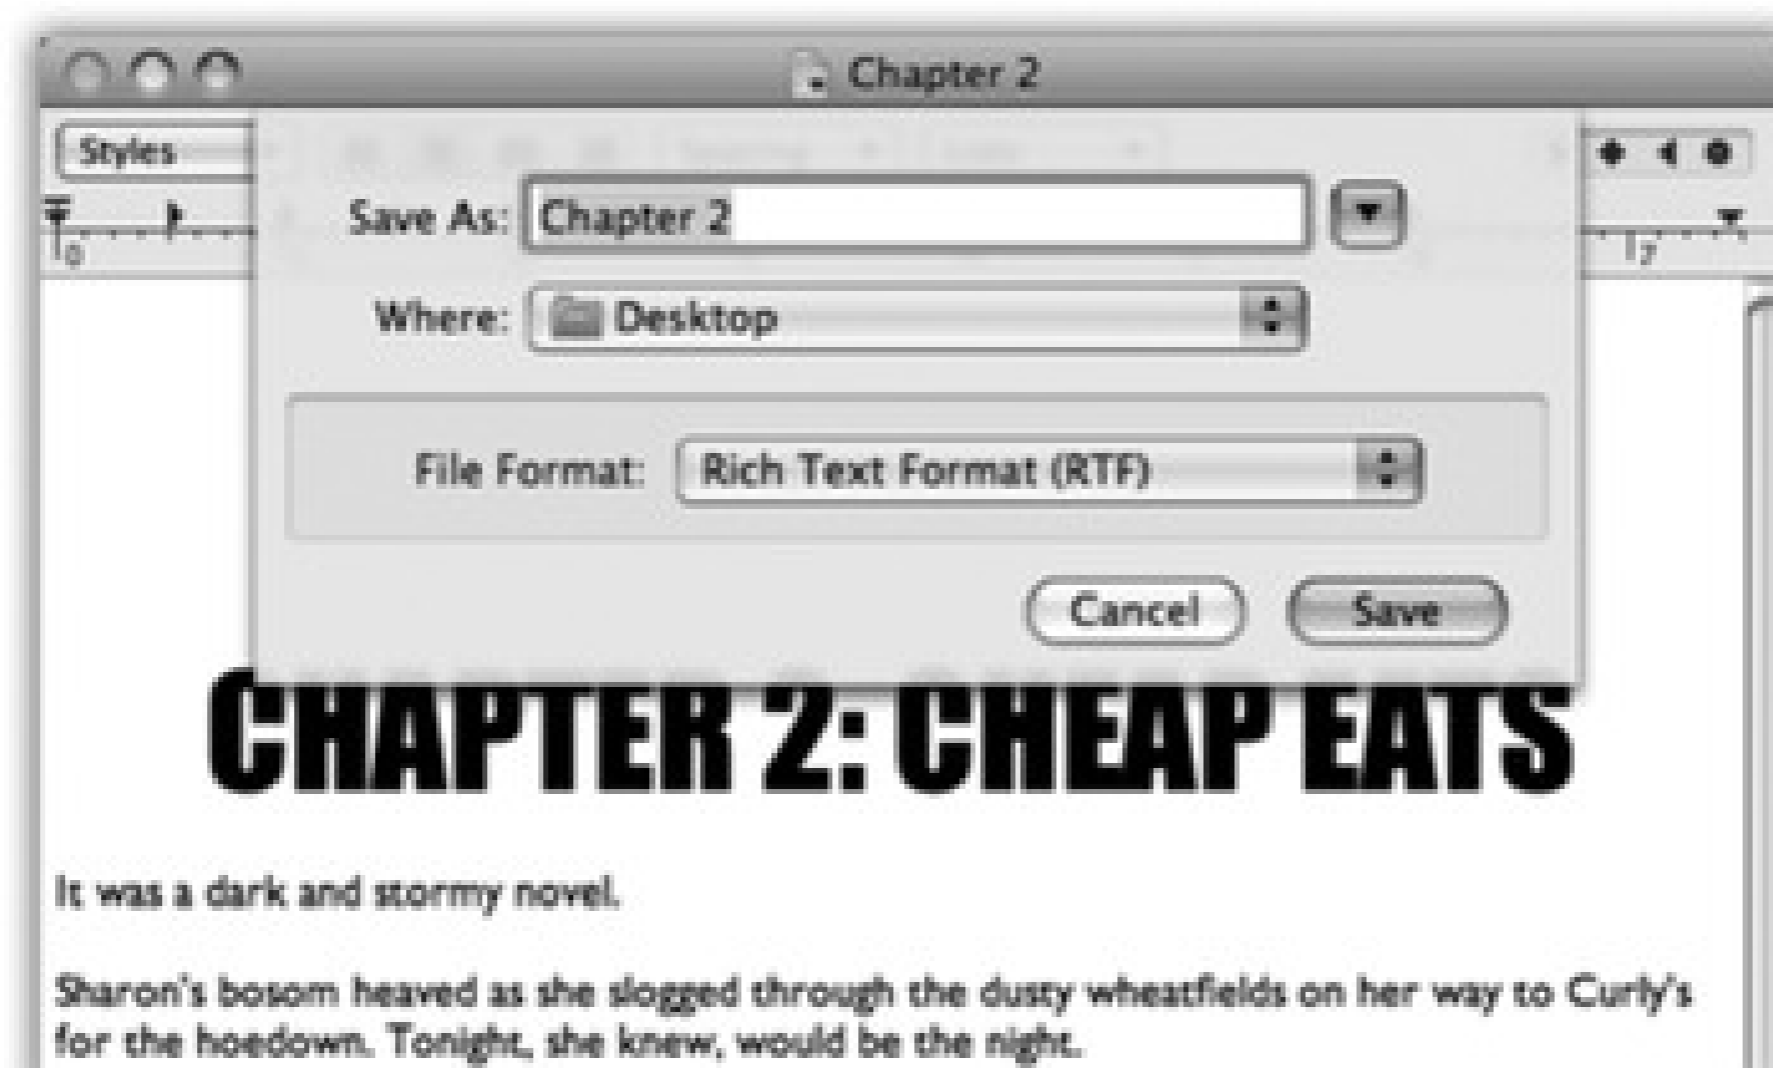 Chapter 2
Styles
Save As: Chapter 2
0
7
Where: Desktop
File Format: Rich Text Format (RTF)
Cancel Save
CHAPTER 2: CHEAP EATS
It was a dark and stormy novel.
Sharon's bosom heaved as she slogged through the dusty wheatfields on her way to Curly's
for the hoedown. Tonight, she knew, would be the night.